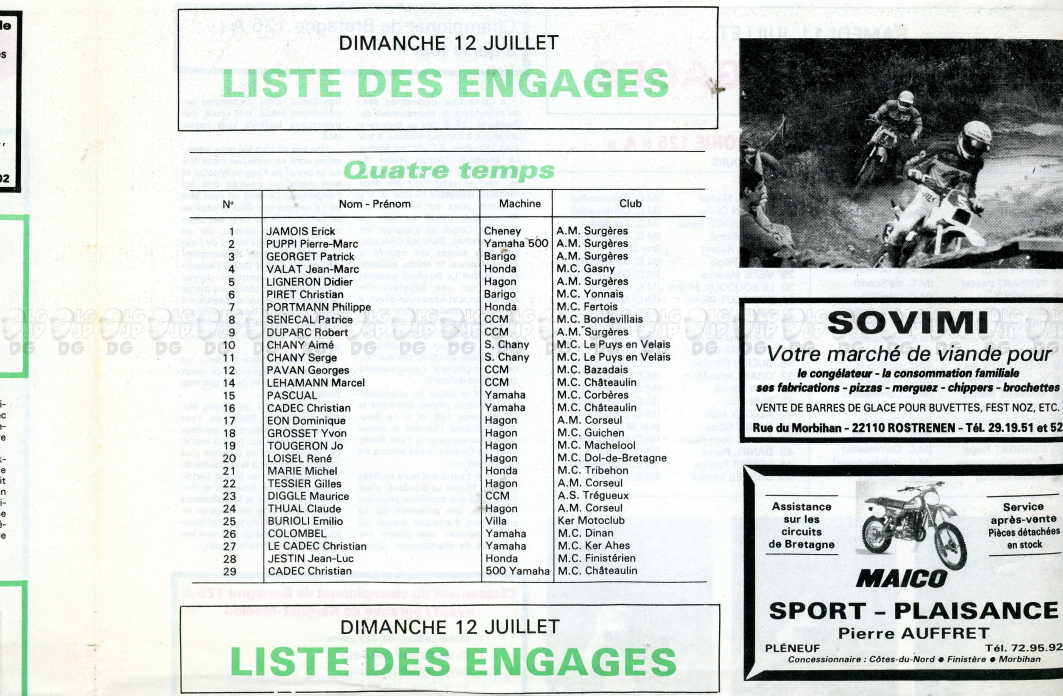 DIMANCHE 12 JUILLET
LISTE DES ENGAGES
Quatre temps
N° Nom - Prénom Machine Club
1 JAMOIS Erick Cheney A.M. Surgères
2 PUPPI Pierre-Marc Yamaha 500 A.M. Surgères
3 GEORGET Patrick Barigo A.M. Surgères
4 VALAT Jean-Marc Honda M.C. Gasny
5 LIGNERON Didier Hagon A.M. Surgères
6 PIRET Christian Barigo M.C. Yonnais
7 PORTMANN Philippe Honda M.C. Fertois
8 SENECAL Patrice CCM M.C. Bondevillais
9 DUPARC Robert CCM A.M. Surgères
10 CHANY Aimé S. Chany M.C. Le Puys en Velais
11 CHANY Serge S. Chany M.C. Le Puys en Velais
12 PAVAN Georges CCM M.C. Bazadais
14 LEHAMANN Marcel CCM M.C. Châteaulin
15 PASCUAL Yamaha M.C. Corbères
16 CADEC Christian Yamaha M.C. Châteaulin
17 EON Dominique Hagon A.M. Corseul
18 GROSSET Yvon Hagon M.C. Guichen
19 TOUGERON Jo Hagon M.C. Machelool
20 LOISEL René Hagon M.C. Dol-de-Bretagne
21 MARIE Michel Honda M.C. Tribehon
22 TESSIER Gilles Hagon A.M. Corseul
23 DIGGLE Maurice CCM A.S. Trégueux
24 THUAL Claude Hagon A.M. Corseul
25 BURIOLI Emilio Villa Ker Motoclub
26 COLOMBEL Yamaha M.C. Dinan
27 LE CADEC Christian Yamaha M.C. Ker Ahes
28 JESTIN Jean-Luc Honda M.C. Finistérien
29 CADEC Christian 500 Yamaha M.C. Châteaulin
DIMANCHE 12 JUILLET
LISTE DES ENGAGES
SOVIMI
Votre marché de viande pour
le congélateur - la consommation familiale
ses fabrications - pizzas - merguez - chippers - brochettes
VENTE DE BARRES DE GLACE POUR BUVETTES, FEST NOZ, ETC.
Rue du Morbihan - 22110 ROSTRENEN - Tél. 29.19.51 et 52
Assistance
sur les
circuits
de Bretagne
Service
après-vente
Pièces détachées
en stock
MAICO
SPORT - PLAISANCE
Pierre AUFFRET
PLÉNEUF Tél. 72.95.92
Concessionnaire : Côtes-du-Nord ● Finistère ● Morbihan